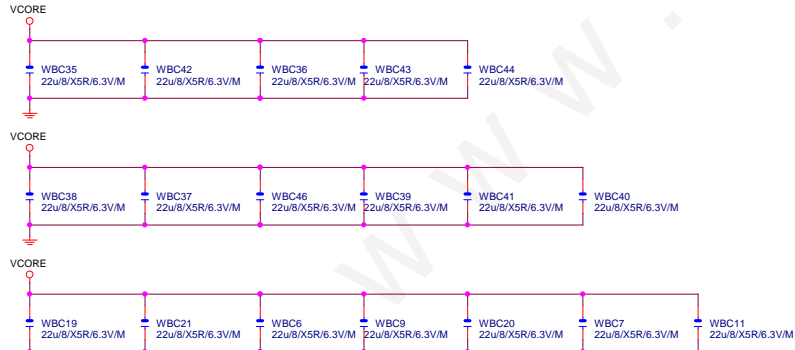 VCORE
WBC35 WBC42 WBC36 WBC43 WBC44
22u/8/X5R/6.3V/M 22u/8/X5R/6.3V/M 22u/8/X5R/6.3V/M 22u/8/X5R/6.3V/M 22u/8/X5R/6.3V/M
VCORE
WBC38 WBC37 WBC46 WBC39 WBC41 WBC40
22u/8/X5R/6.3V/M 22u/8/X5R/6.3V/M 22u/8/X5R/6.3V/M 22u/8/X5R/6.3V/M 22u/8/X5R/6.3V/M 22u/8/X5R/6.3V/M
VCORE
WBC19 WBC21 WBC6 WBC9 WBC20 WBC7 WBC11
22u/8/X5R/6.3V/M 22u/8/X5R/6.3V/M 22u/8/X5R/6.3V/M 22u/8/X5R/6.3V/M 22u/8/X5R/6.3V/M 22u/8/X5R/6.3V/M 22u/8/X5R/6.3V/M
www.